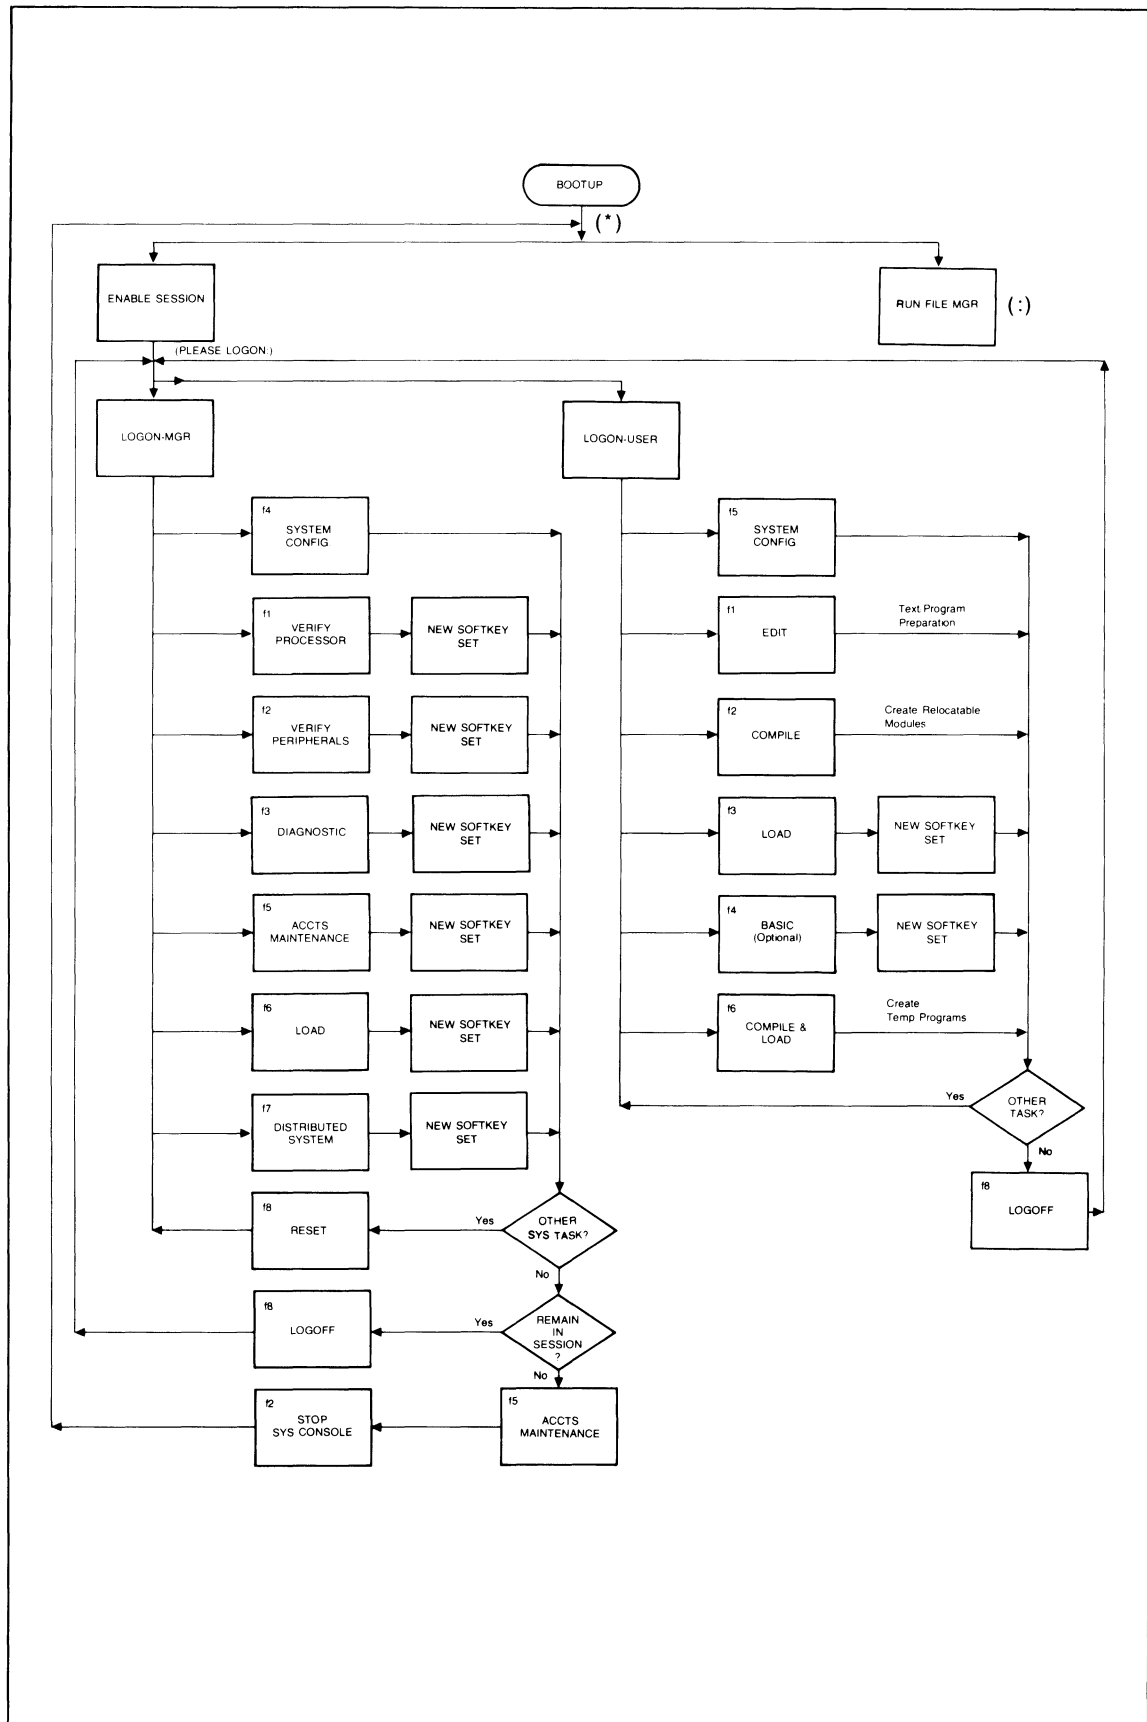 BOOTUP
(*)
ENABLE SESSION
RUN FILE MGR
(:)
(PLEASE LOGON:)
LOGON-MGR
LOGON-USER
f4
SYSTEM
CONFIG.
f1
VERIFY
PROCESSOR
NEW SOFTKEY
SET
f2
VERIFY
PERIPHERALS
NEW SOFTKEY
SET
f3
DIAGNOSTIC
NEW SOFTKEY
SET
f5
ACCTS
MAINTENANCE
NEW SOFTKEY
SET
f6
LOAD
NEW SOFTKEY
SET
f7
DISTRIBUTED
SYSTEM
NEW SOFTKEY
SET
f8
RESET
Yes
OTHER
SYS TASK?
No
f8
LOGOFF
Yes
REMAIN
IN
SESSION
?
No
f2
STOP
SYS CONSOLE
f5
ACCTS
MAINTENANCE
f5
SYSTEM
CONFIG
f1
EDIT
Text Program
Preparation
f2
COMPILE
Create Relocatable
Modules
f3
LOAD
NEW SOFTKEY
SET
f4
BASIC
(Optional)
NEW SOFTKEY
SET
f6
COMPILE &
LOAD
Create
Temp Programs
Yes
OTHER
TASK?
No
f8
LOGOFF